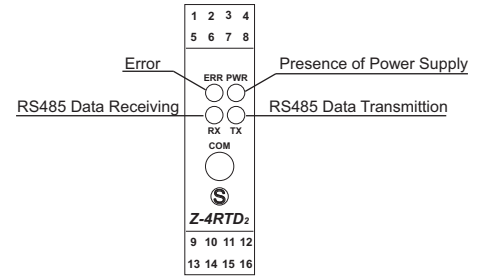 1 2 3 4
5 6 7 8
Error
ERR PWR
Presence of Power Supply
RS485 Data Receiving
RX TX
RS485 Data Transmittion
COM
S
Z-4RTD2
9 10 11 12
13 14 15 16